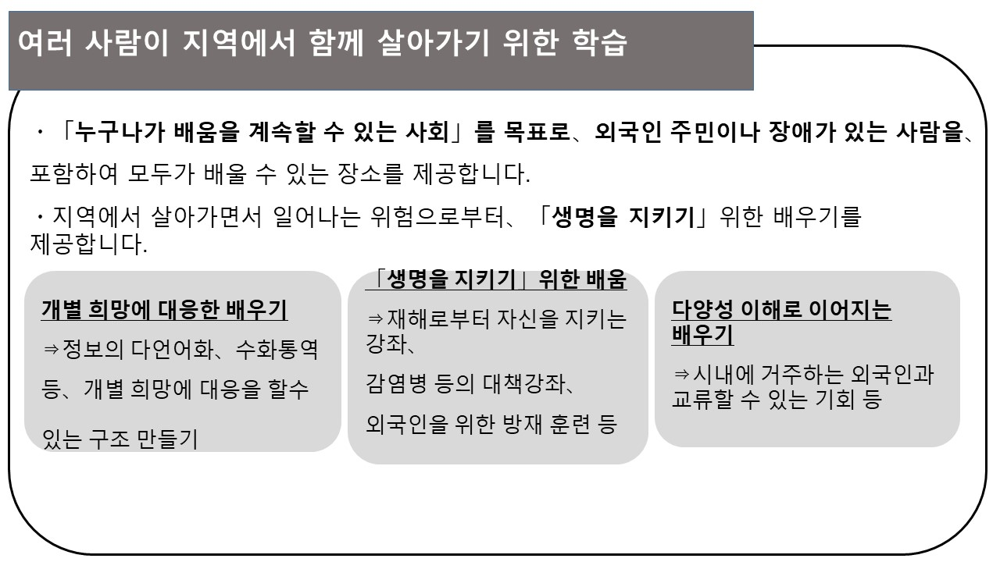 여러 사람이 지역에서 함께 살아가기 위한 학습
・「누구나가 배움을 계속할 수 있는 사회」를 목표로、외국인 주민이나 장애가 있는 사람을、
포함하여 모두가 배울 수 있는 장소를 제공합니다.
・지역에서 살아가면서 일어나는 위험으로부터、「생명을 지키기」위한 배우기를
제공합니다.
개별 희망에 대응한 배우기
⇒정보의 다언어화、수화통역
등、개별 희망에 대응을 할수
있는 구조 만들기
「생명을 지키기」위한 배움
⇒재해로부터 자신을 지키는
강좌、
감염병 등의 대책강좌、
외국인을 위한 방재 훈련 등
다양성 이해로 이어지는
배우기
⇒시내에 거주하는 외국인과
교류할 수 있는 기회 등